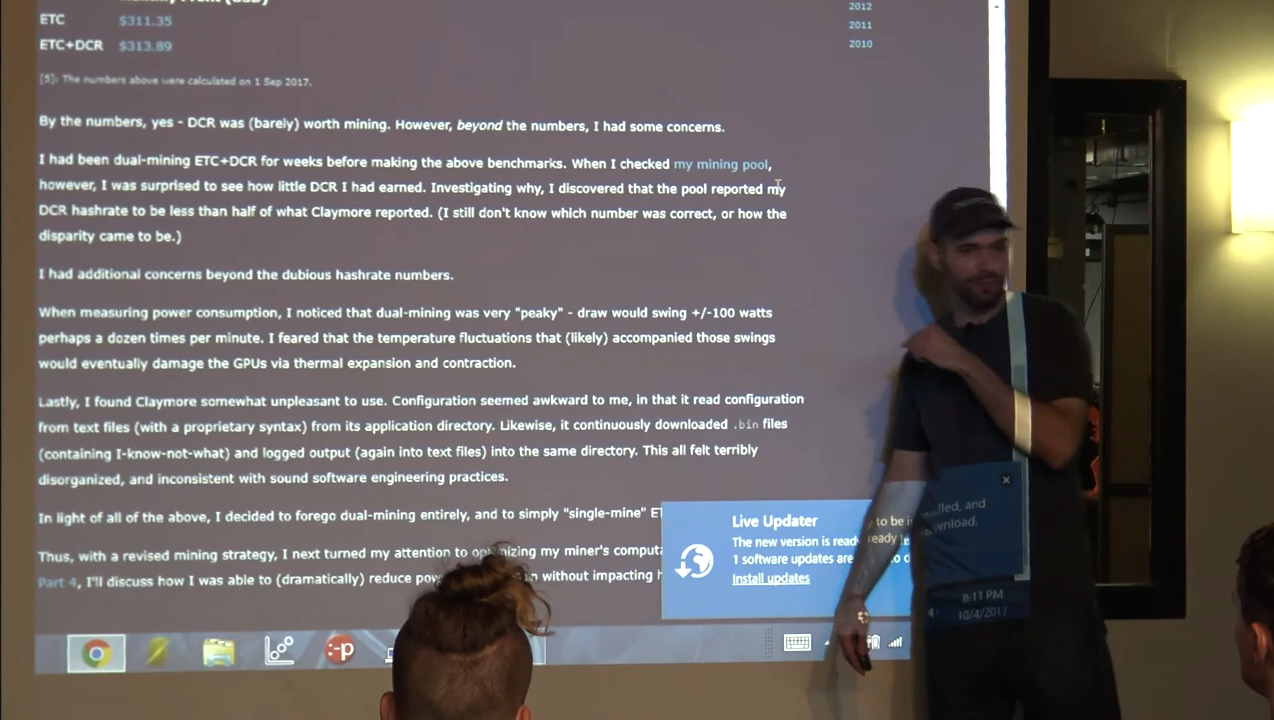 ETC $311.35
ETC+DCR $313.89
2012
2011
2010
[5]: The numbers above were calculated on 1 Sep 2017.
By the numbers, yes - DCR was (barely) worth mining. However, beyond the numbers, I had some concerns.
I had been dual-mining ETC+DCR for weeks before making the above benchmarks. When I checked my mining pool,
however, I was surprised to see how little DCR I had earned. Investigating why, I discovered that the pool reported my
DCR hashrate to be less than half of what Claymore reported. (I still don't know which number was correct, or how the
disparity came to be.)
I had additional concerns beyond the dubious hashrate numbers.
When measuring power consumption, I noticed that dual-mining was very "peaky" - draw would swing +/-100 watts
perhaps a dozen times per minute. I feared that the temperature fluctuations that (likely) accompanied those swings
would eventually damage the GPUs via thermal expansion and contraction.
Lastly, I found Claymore somewhat unpleasant to use. Configuration seemed awkward to me, in that it read configuration
from text files (with a proprietary syntax) from its application directory. Likewise, it continuously downloaded .bin files
(containing I-know-not-what) and logged output (again into text files) into the same directory. This all felt terribly
disorganized, and inconsistent with sound software engineering practices.
In light of all of the above, I decided to forego dual-mining entirely, and to simply "single-mine"
Thus, with a revised mining strategy, I next turned my attention to optimizing my miner's
Part 4, I'll discuss how I was able to (dramatically) reduce without impacting
Live Updater
The new version is ready
1 software updates are
Install updates
to be
and
:-p
8:11 PM
10/4/2017